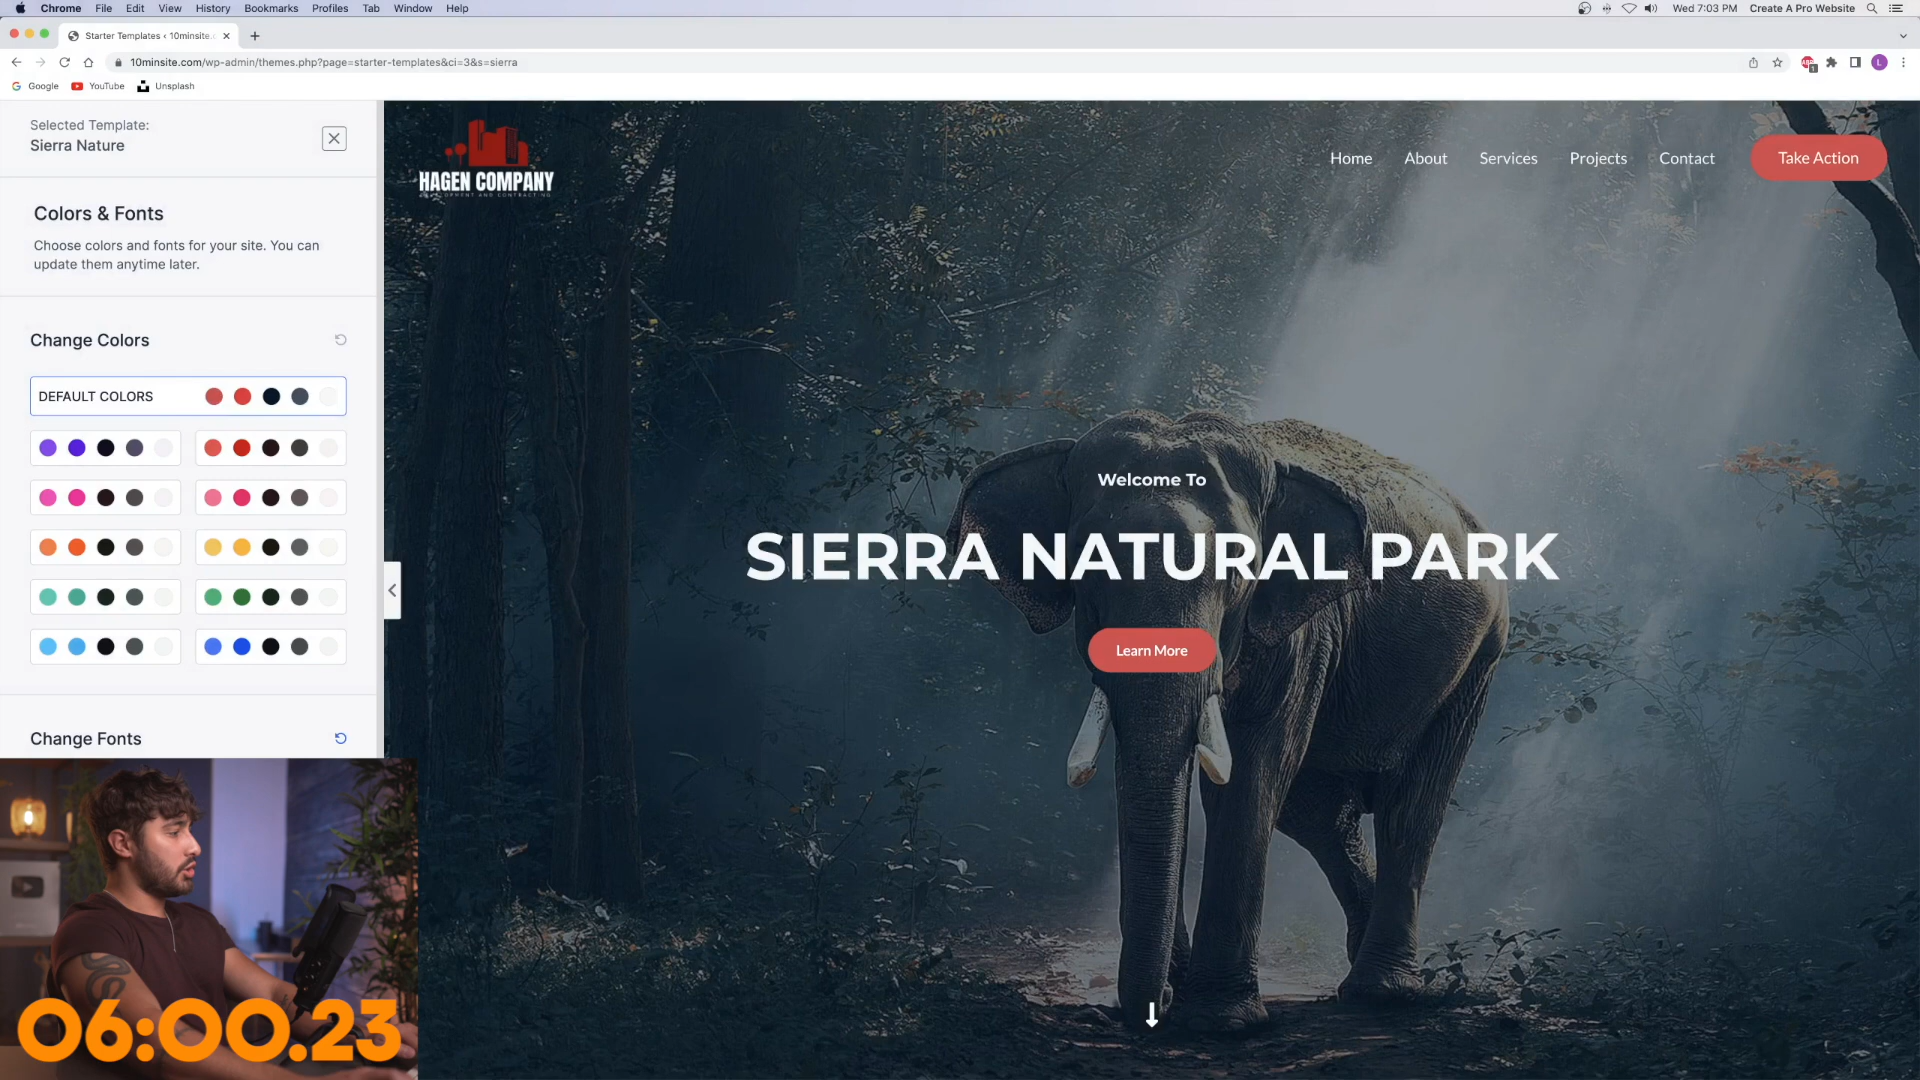 Chrome File Edit View History Bookmarks Profiles Tab Window Help Wed 7:03 PM Create A Pro Website
Starter Templates ‹ 10minsite.c
10minsite.com/wp-admin/themes.php?page=starter-templates&ci=3&s=sierra
L
Google YouTube Unsplash
Selected Template:
Sierra Nature
Colors & Fonts
Choose colors and fonts for your site. You can
update them anytime later.
Change Colors
DEFAULT COLORS
Change Fonts
HAGEN COMPANY
DEVELOPMENT AND CONTRACTING
Home About Services Projects Contact Take Action
Welcome To
SIERRA NATURAL PARK
Learn More
06:00.23